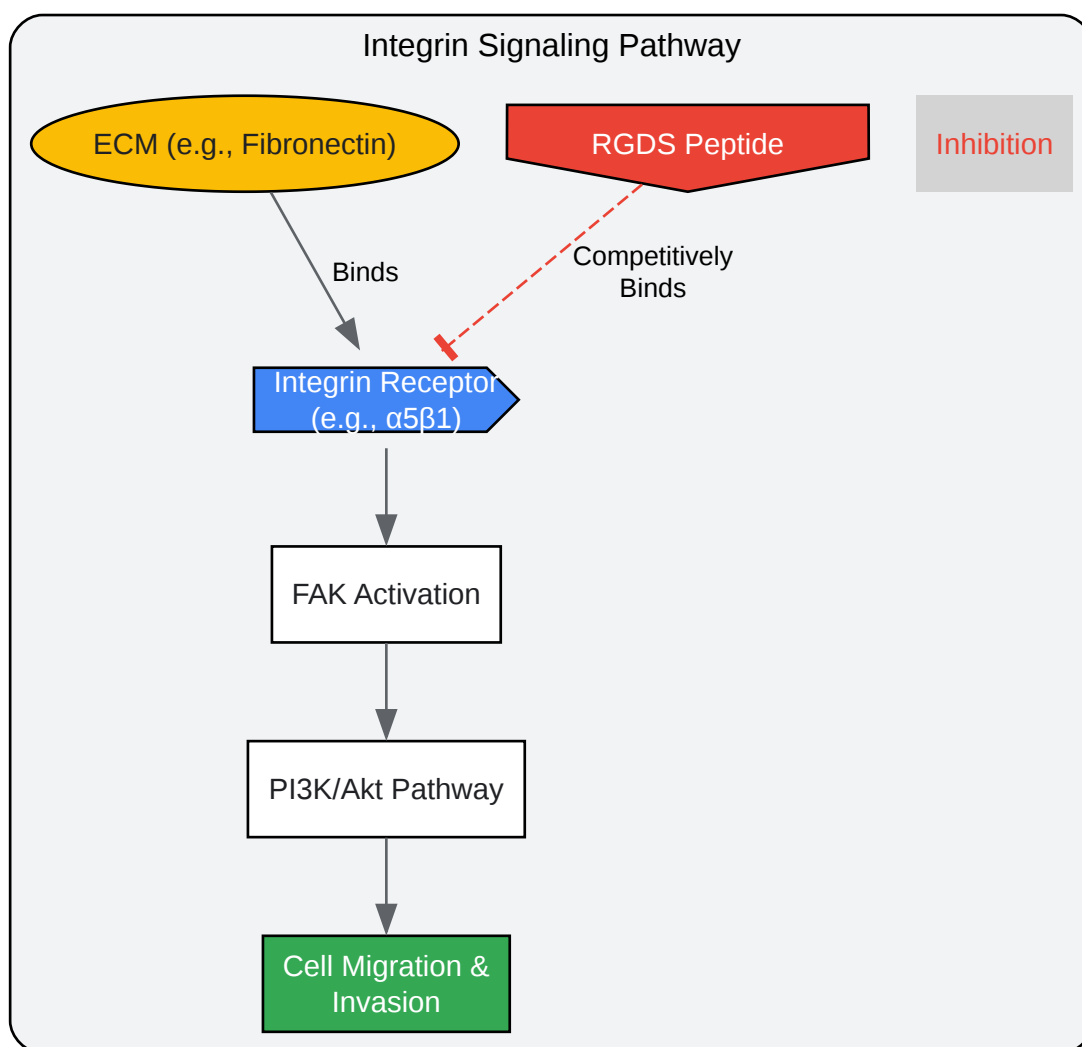 Integrin Signaling Pathway
ECM (e.g., Fibronectin)
RGDS Peptide
Inhibition
Binds
Competitively
Binds
Integrin Receptor
(e.g., α5β1)
FAK Activation
PI3K/Akt Pathway
Cell Migration &
Invasion